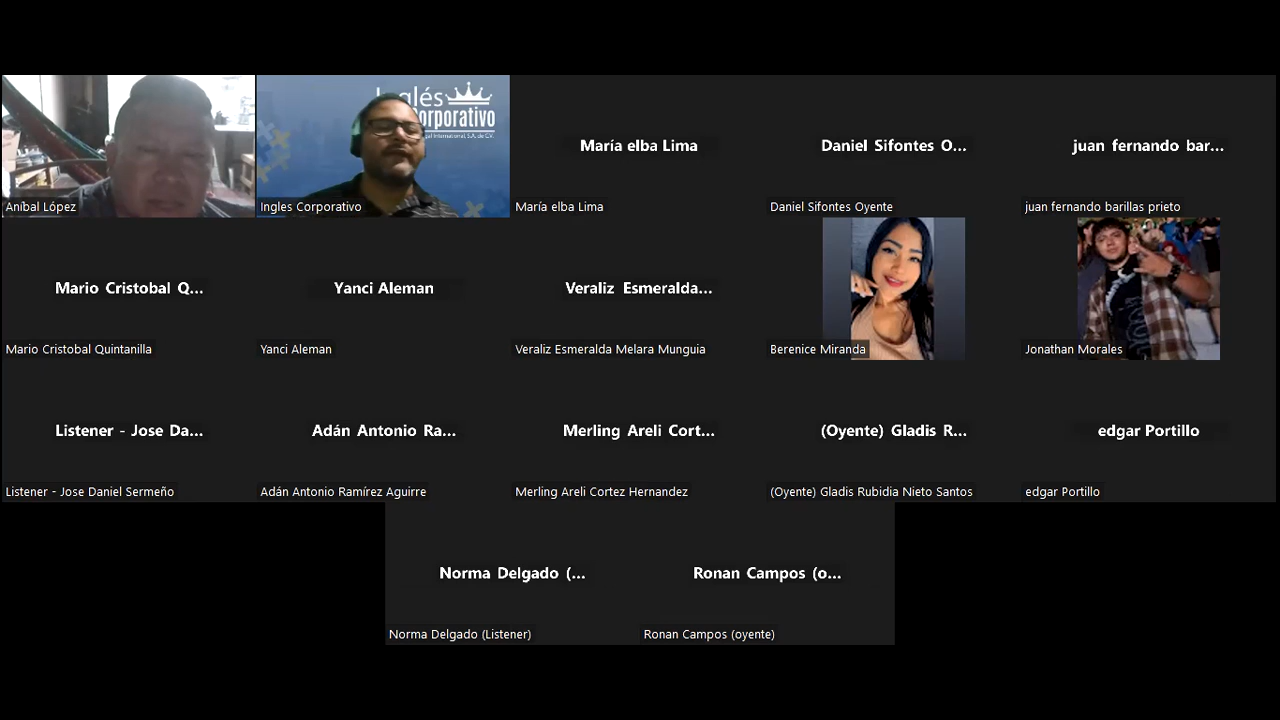 Inglés
Corporativo
Aníbal López
Ingles Corporativo
María elba Lima
María elba Lima
Daniel Sifontes O...
Daniel Sifontes Oyente
juan fernando bar...
juan fernando barillas prieto
Mario Cristobal Q...
Mario Cristobal Quintanilla
Yanci Aleman
Yanci Aleman
Veraliz Esmeralda...
Veraliz Esmeralda Melara Munguia
Berenice Miranda
Jonathan Morales
Listener - Jose Da...
Listener - Jose Daniel Sermeño
Adán Antonio Ra...
Adán Antonio Ramírez Aguirre
Merling Areli Cort...
Merling Areli Cortez Hernandez
(Oyente) Gladis R...
(Oyente) Gladis Rubidia Nieto Santos
edgar Portillo
edgar Portillo
Norma Delgado (...
Norma Delgado (Listener)
Ronan Campos (o...
Ronan Campos (oyente)